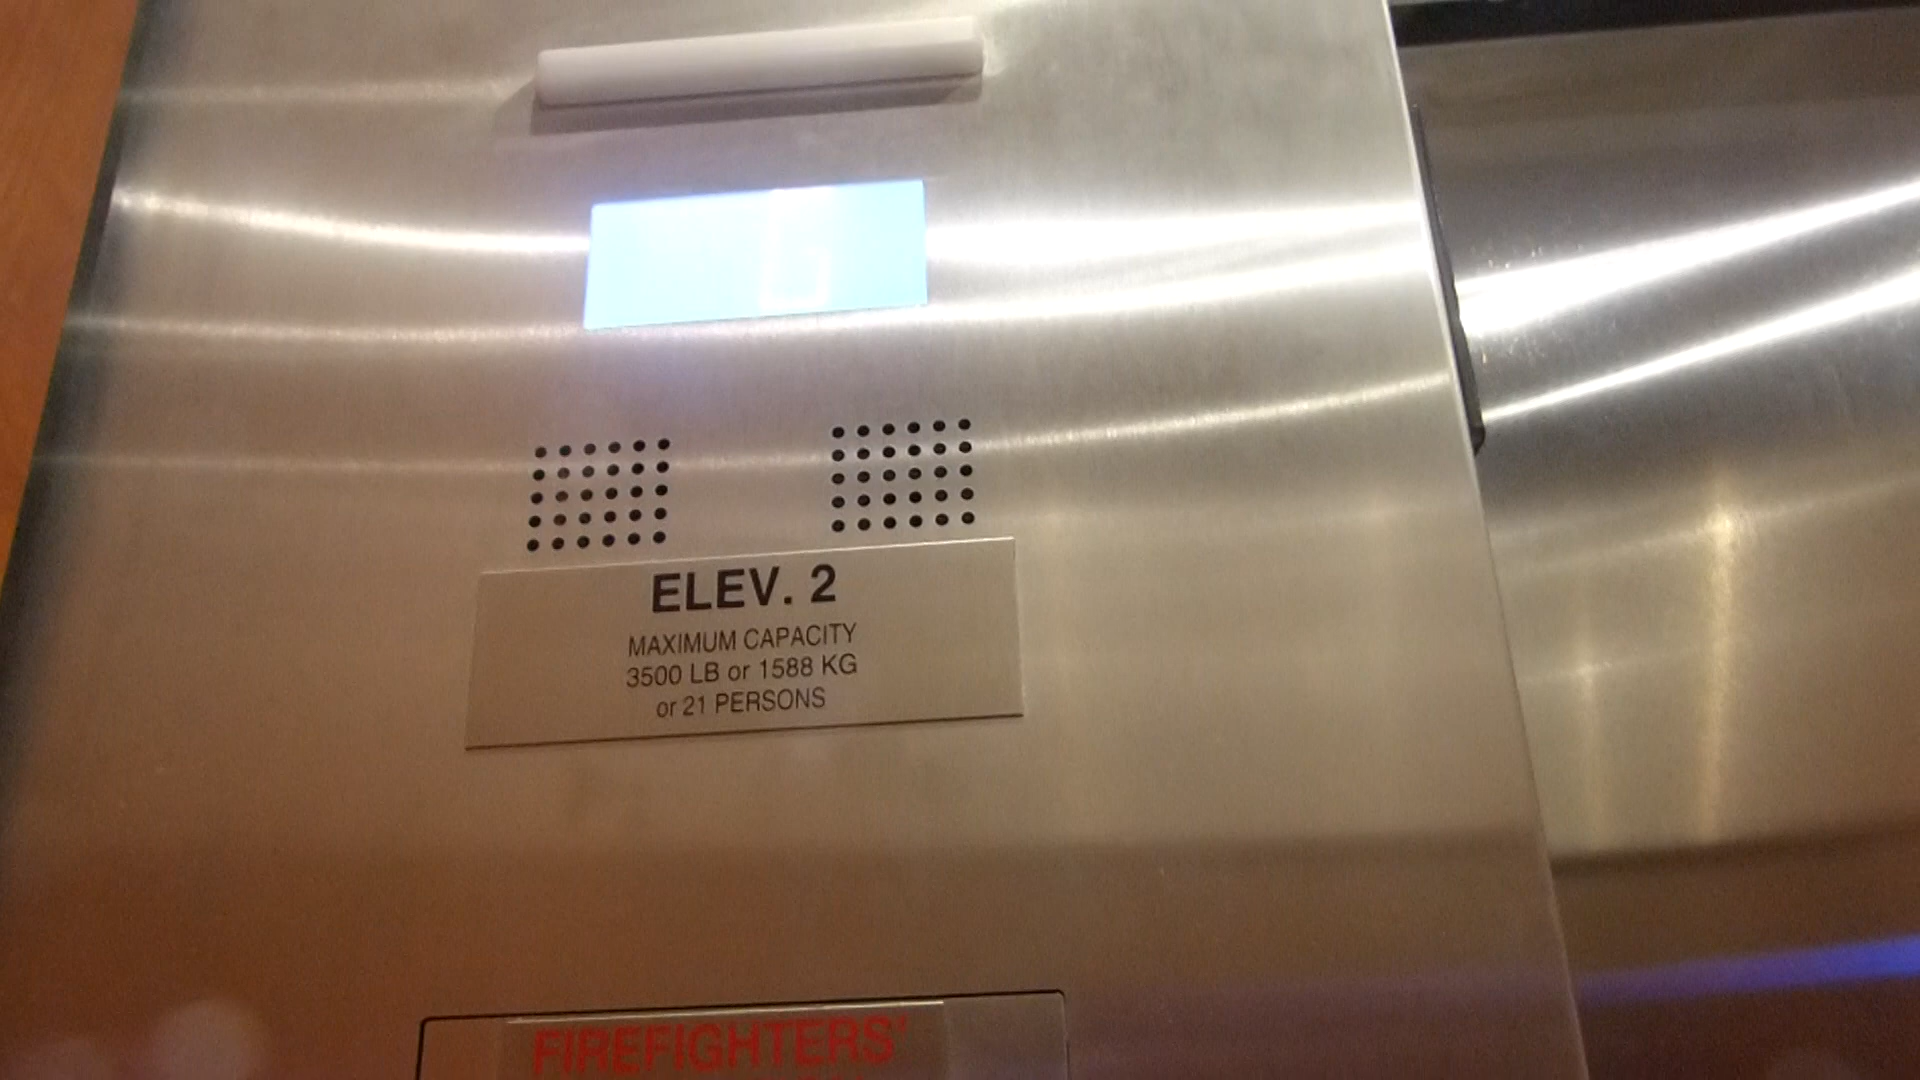 ELEV. 2
MAXIMUM CAPACITY
3500 LB or 1588 KG
or 21 PERSONS
FIREFIGHTERS'